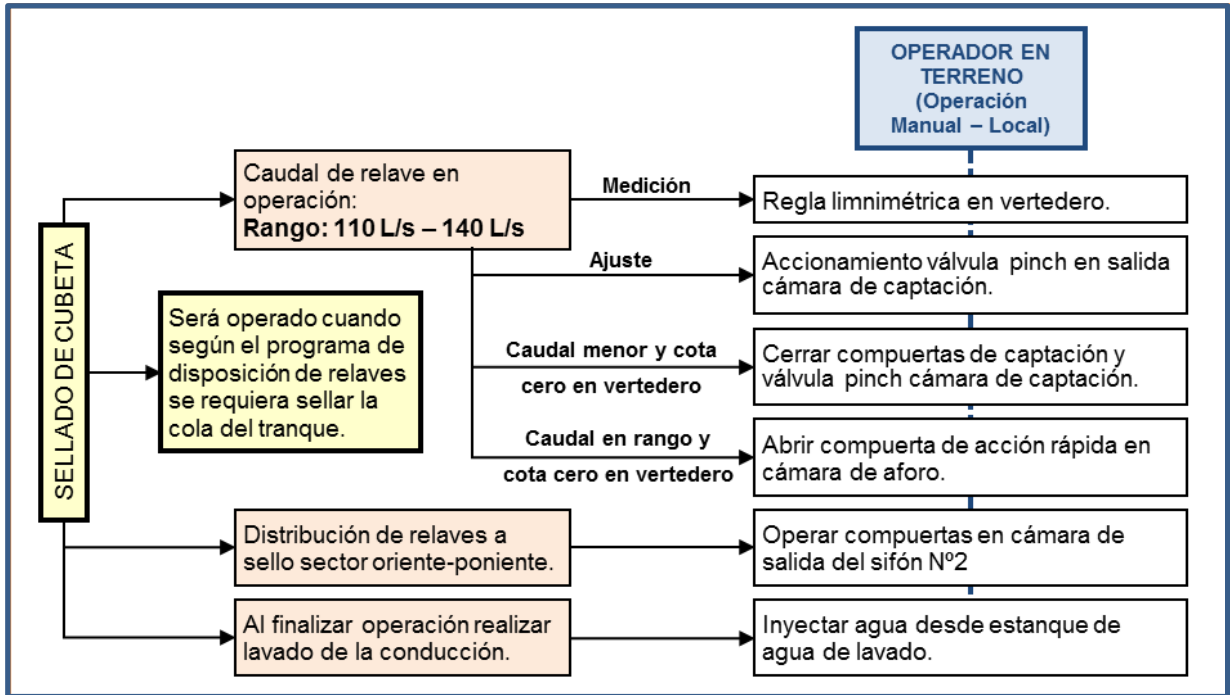 OPERADOR EN
TERRENO
(Operación
Manual – Local)
SELLADO DE CUBETA
Caudal de relave en
operación:
Rango: 110 L/s – 140 L/s
Medición
Regla limnimétrica en vertedero.
Ajuste
Accionamiento válvula pinch en salida
cámara de captación.
Será operado cuando
según el programa de
disposición de relaves
se requiera sellar la
cola del tranque.
Caudal menor y cota
cero en vertedero
Cerrar compuertas de captación y
válvula pinch cámara de captación.
Caudal en rango y
cota cero en vertedero
Abrir compuerta de acción rápida en
cámara de aforo.
Distribución de relaves a
sello sector oriente-poniente.
Operar compuertas en cámara de
salida del sifón Nº2
Al finalizar operación realizar
lavado de la conducción.
Inyectar agua desde estanque de
agua de lavado.